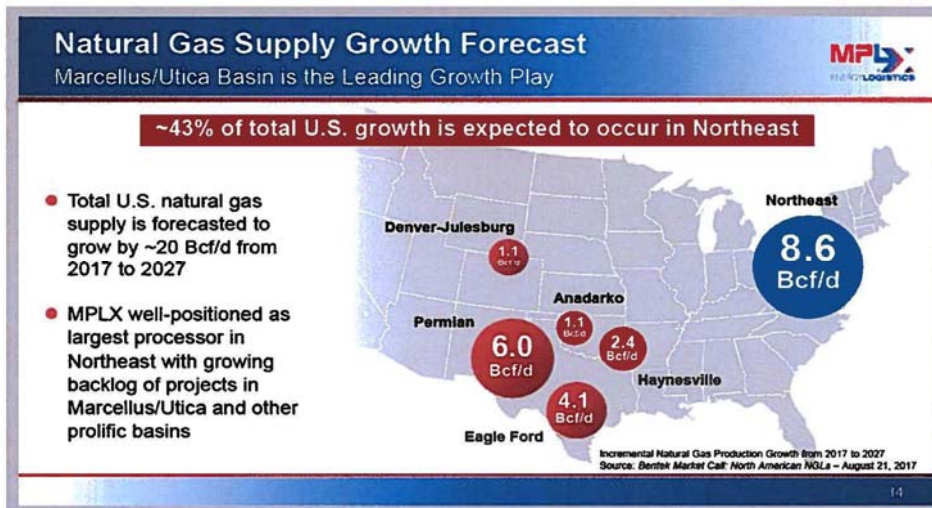 Natural Gas Supply Growth Forecast
Marcellus/Utica Basin is the Leading Growth Play
MPLX
ENERGY LOGISTICS
~43% of total U.S. growth is expected to occur in Northeast
● Total U.S. natural gas
supply is forecasted to
grow by ~20 Bcf/d from
2017 to 2027
● MPLX well-positioned as
largest processor in
Northeast with growing
backlog of projects in
Marcellus/Utica and other
prolific basins
Northeast
8.6
Bcf/d
Denver-Julesburg
1.1
Bcf/d
Anadarko
1.1
Bcf/d
Permian
6.0
Bcf/d
2.4
Bcf/d
Haynesville
4.1
Bcf/d
Eagle Ford
Incremental Natural Gas Production Growth from 2017 to 2027
Source: Bentek Market Call: North American NGLs – August 21, 2017
14